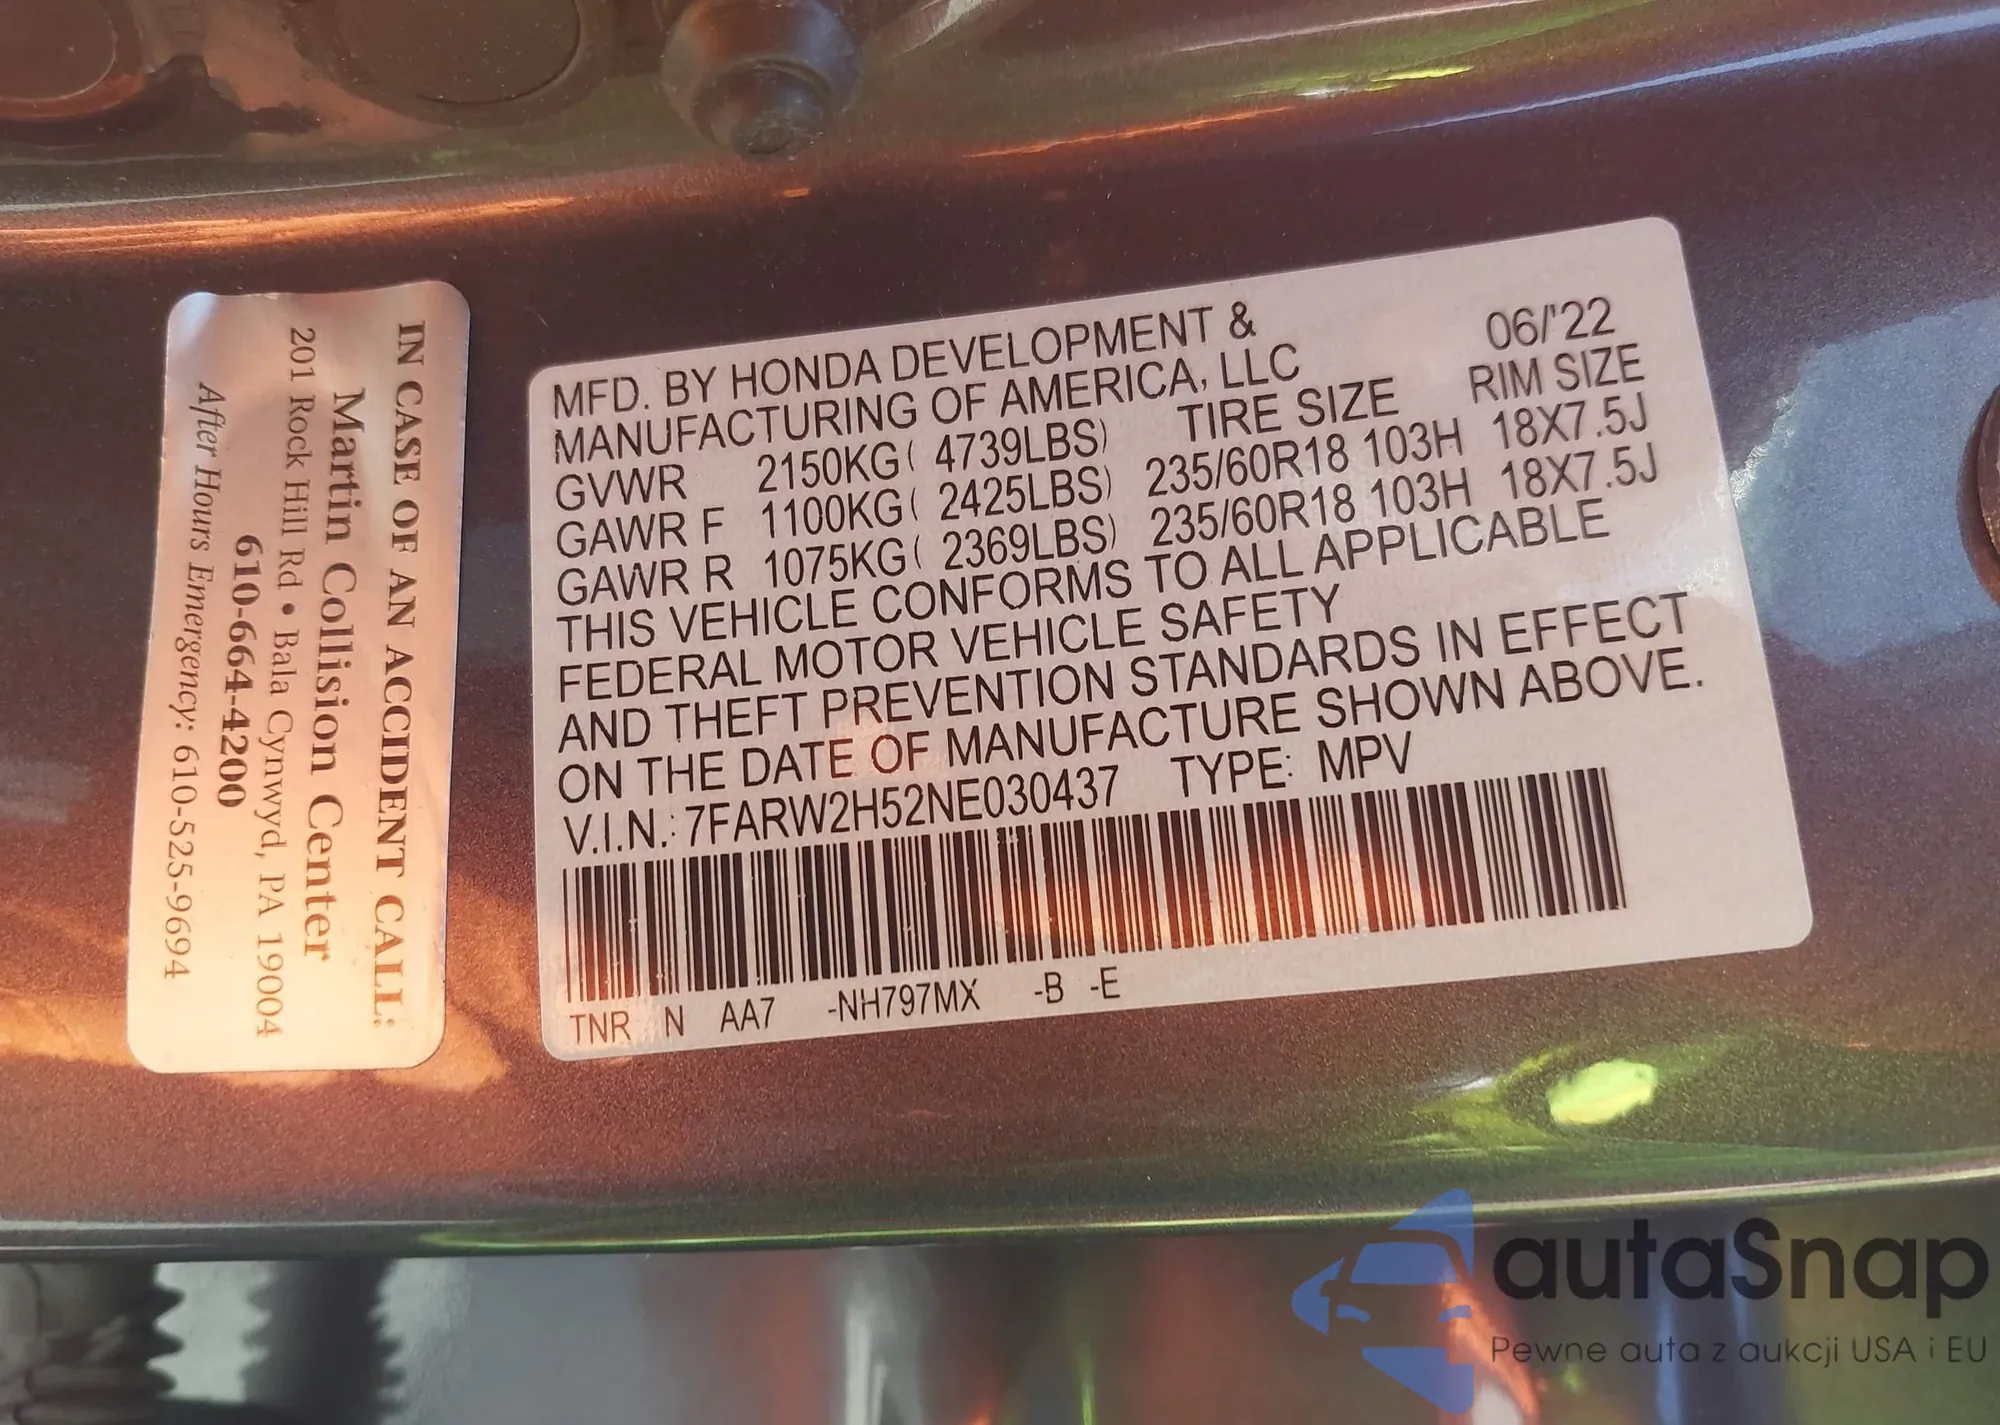 IN CASE OF AN ACCIDENT CALL:
Martin Collision Center
201 Rock Hill Rd • Bala Cynwyd, PA 19004
610-664-4200
After Hours Emergency: 610-525-9694
MFD. BY HONDA DEVELOPMENT &
MANUFACTURING OF AMERICA, LLC 06/'22
GVWR 2150KG( 4739LBS) TIRE SIZE RIM SIZE
GAWR F 1100KG( 2425LBS) 235/60R18 103H 18X7.5J
GAWR R 1075KG( 2369LBS) 235/60R18 103H 18X7.5J
THIS VEHICLE CONFORMS TO ALL APPLICABLE
FEDERAL MOTOR VEHICLE SAFETY
AND THEFT PREVENTION STANDARDS IN EFFECT
ON THE DATE OF MANUFACTURE SHOWN ABOVE.
V.I.N.: 7FARW2H52NE030437 TYPE: MPV
TNR N AA7 -NH797MX -B -E
autaSnap
Pewne auta z aukcji USA i EU